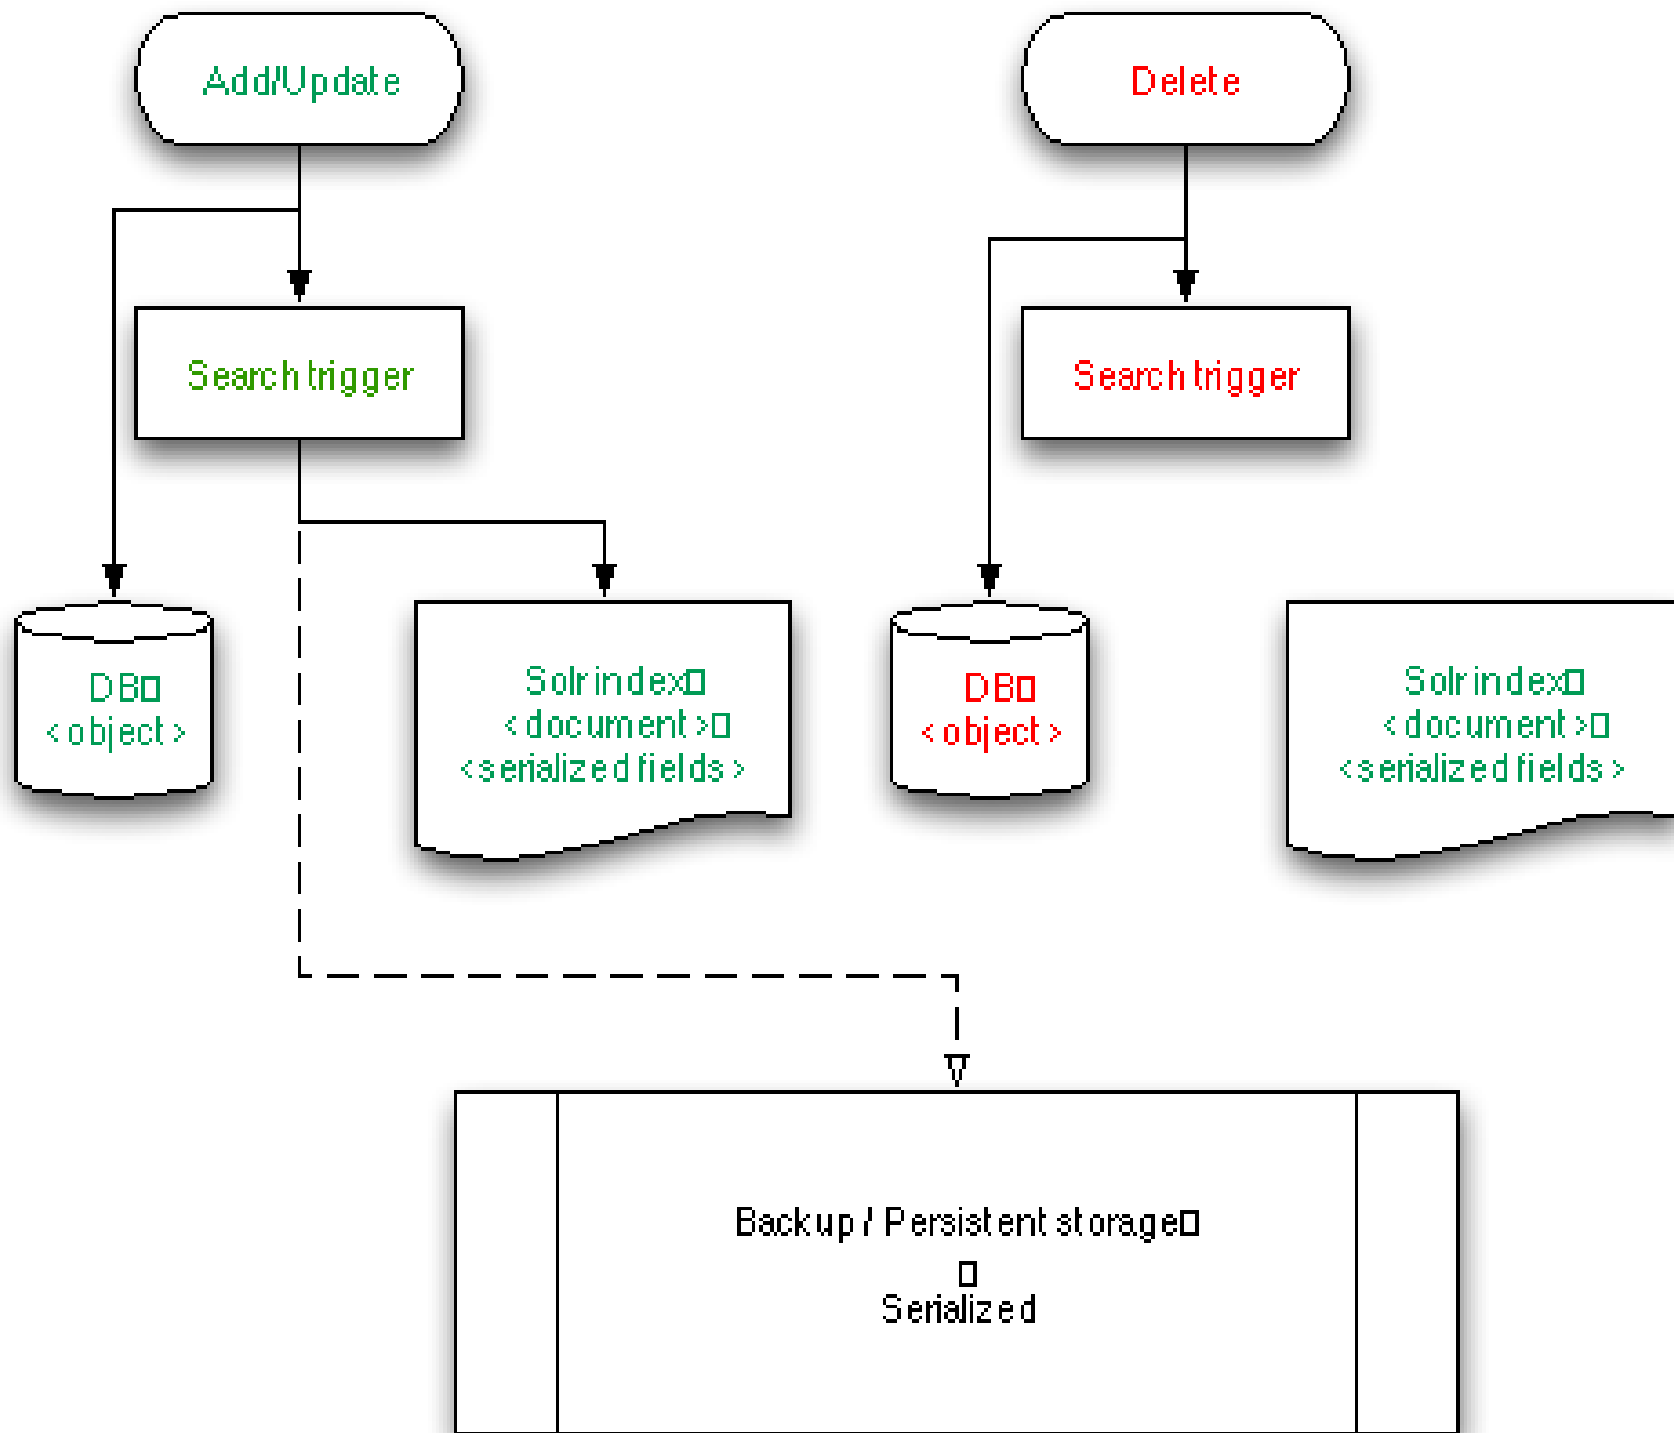 Add/Update
Delete
Search trigger
Search trigger
DB
<object>
Solr index
<document>
<serialized fields>
DB
<object>
Solr index
<document>
<serialized fields>
Backup / Persistent storage
Serialized